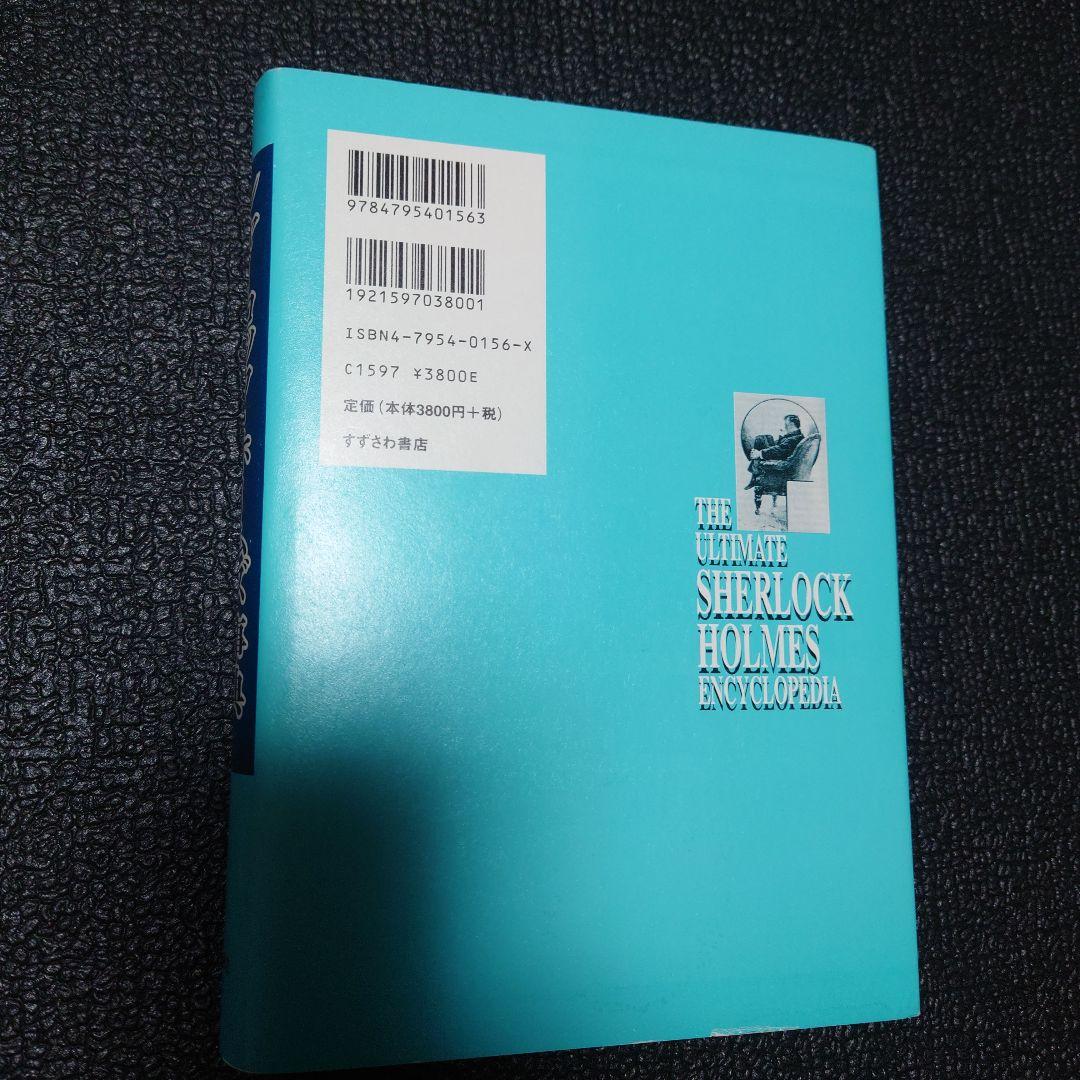 9784795401563
1921597038001
ISBN4-7954-0156-X
C1597 ¥3800E
定価(本体3800円+税)
すずさわ書店
THE
ULTIMATE
SHERLOCK
HOLMES
ENCYCLOPEDIA